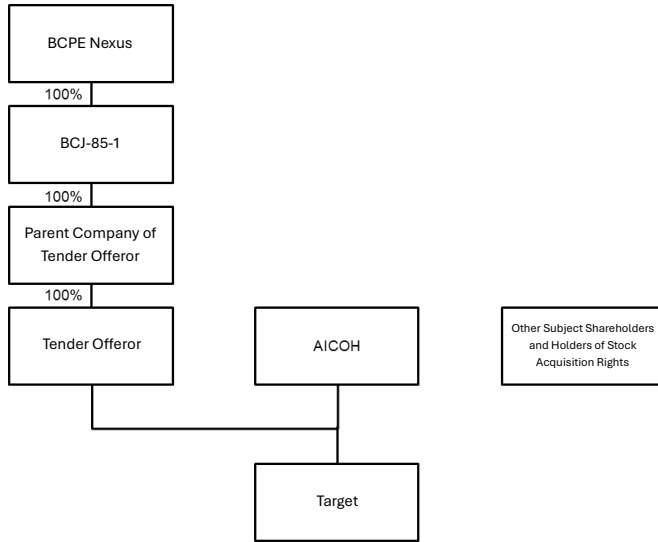 BCPE Nexus
100%
BCJ-85-1
100%
Parent Company of
Tender Offeror
100%
Tender Offeror
AICOH
Other Subject Shareholders
and Holders of Stock
Acquisition Rights
Target